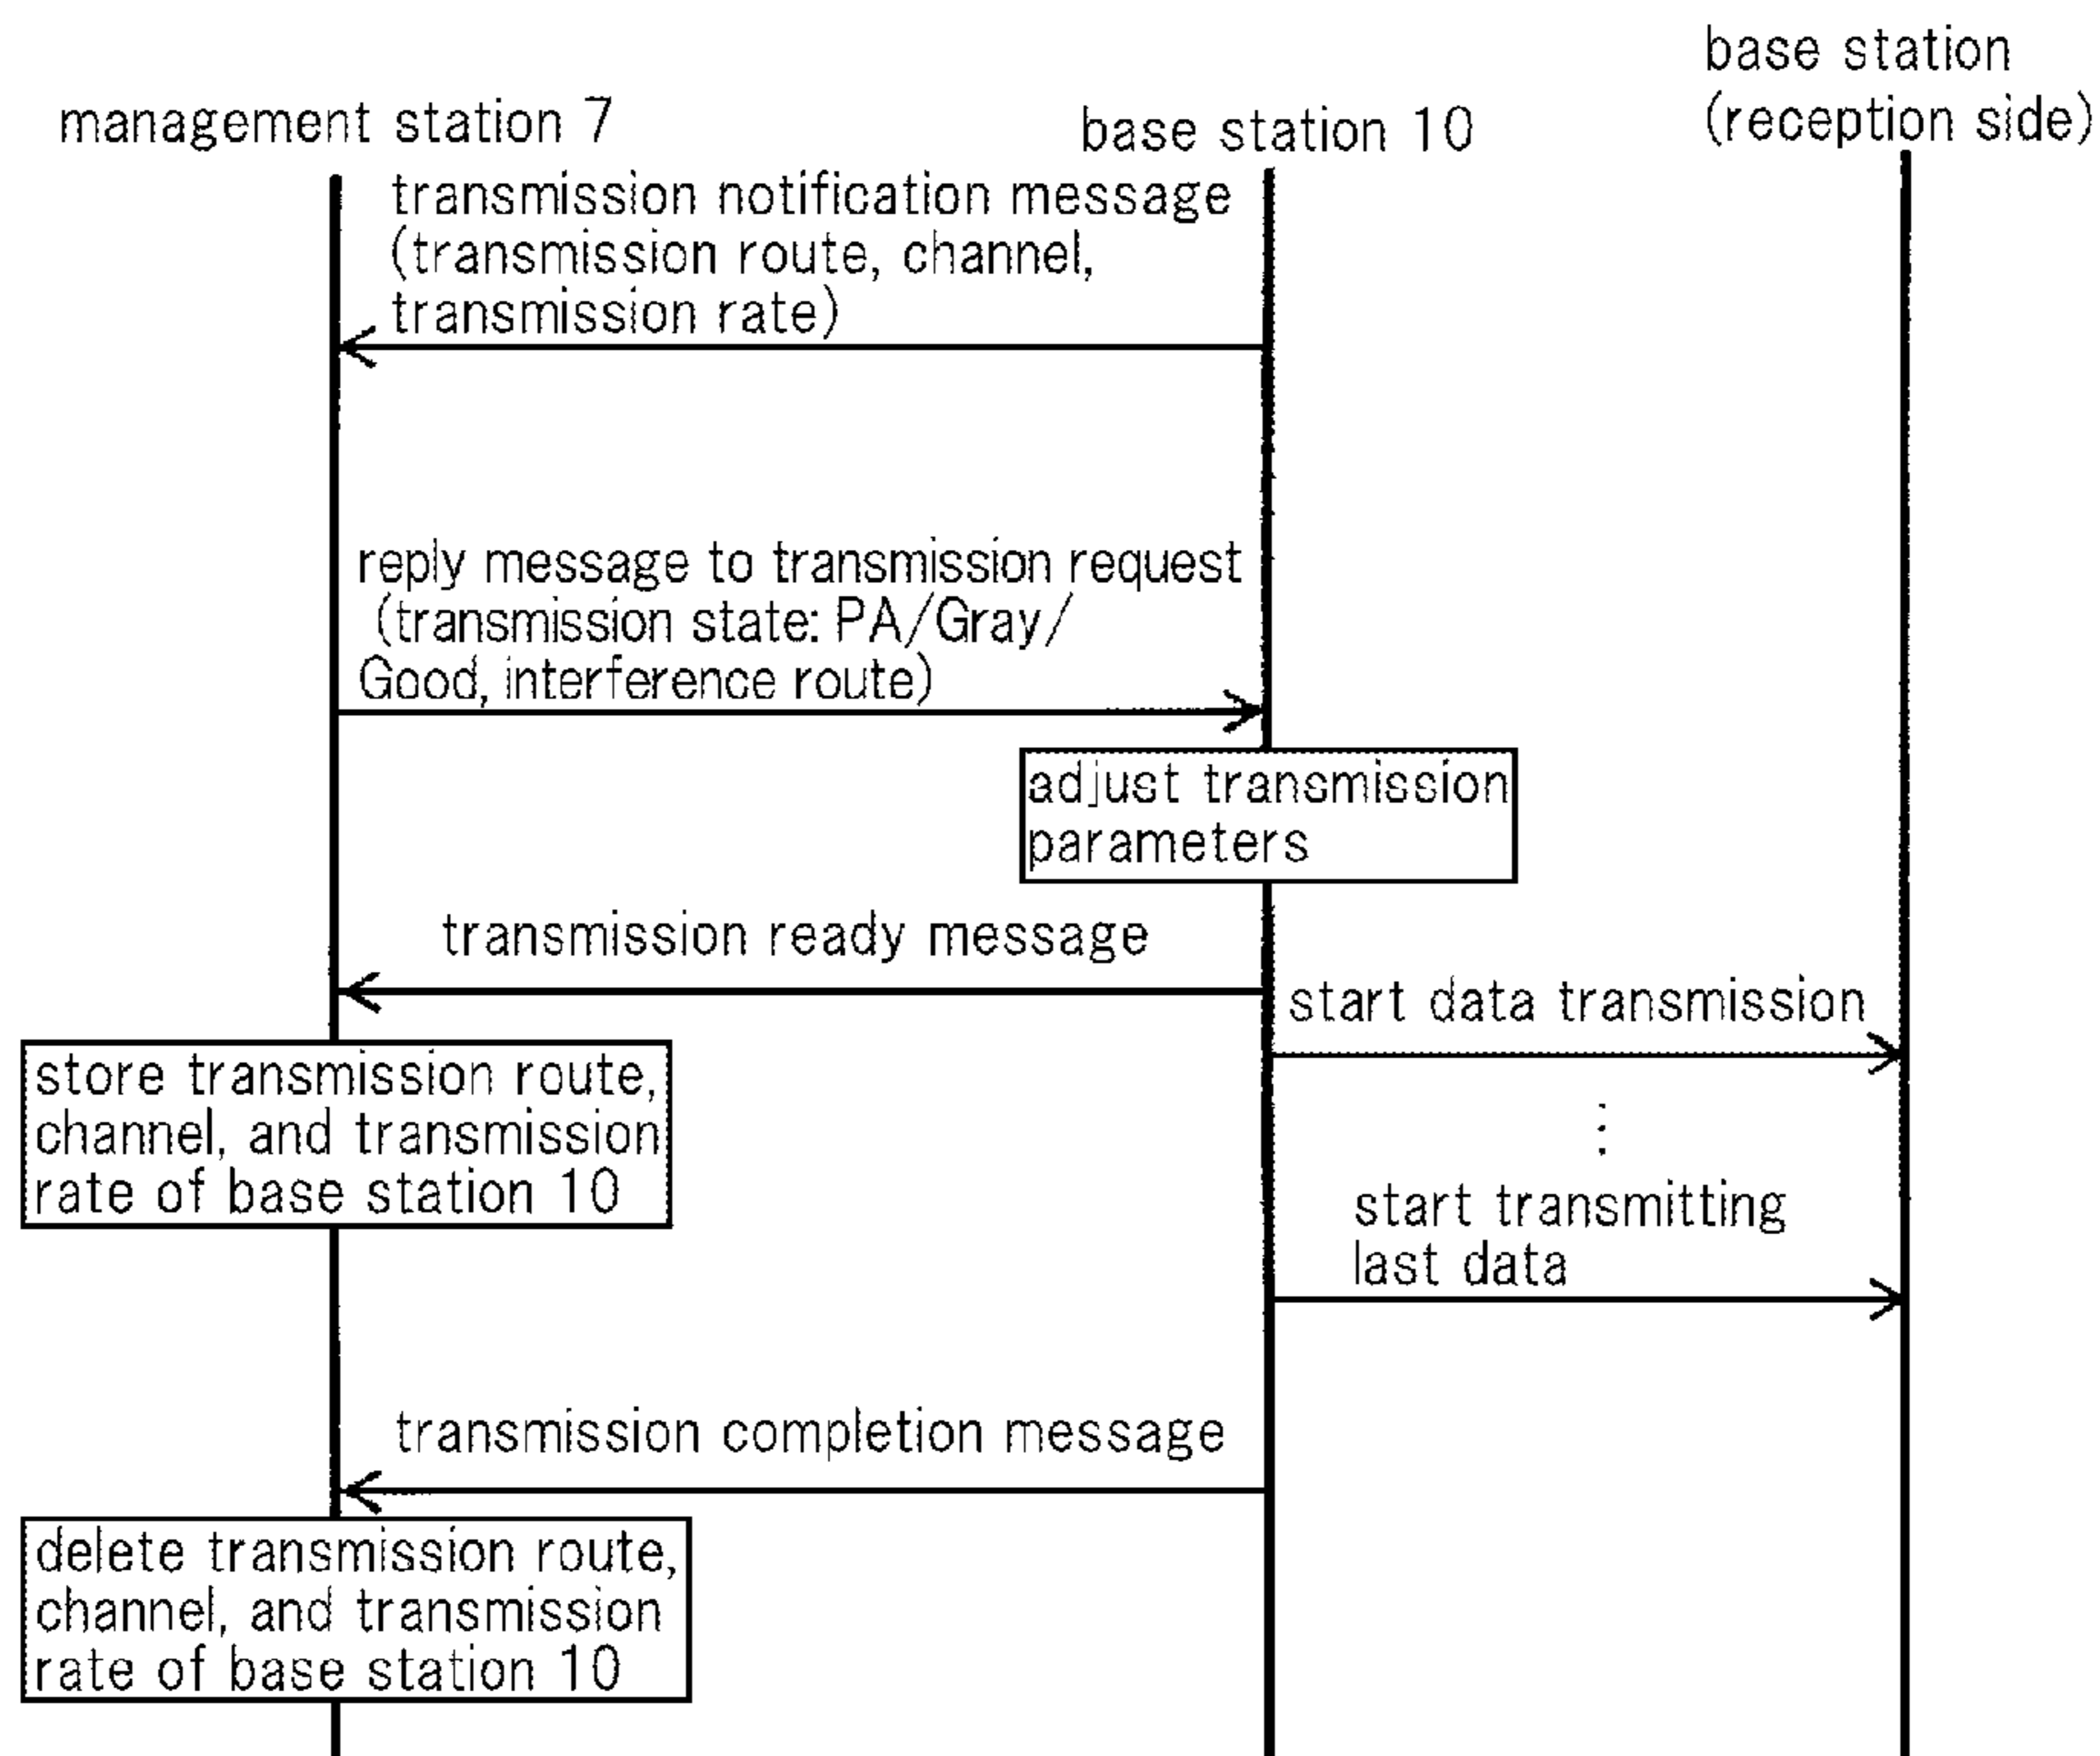 base station
(reception side)
management station 7
base station 10
transmission notification message
(transmission route, channel,
transmission rate)
reply message to transmission request
(transmission state: PA/Gray/
Good, interference route)
adjust transmission
parameters
transmission ready message
start data transmission
store transmission route,
channel, and transmission
rate of base station 10
start transmitting
last data
transmission completion message
delete transmission route,
channel, and transmission
rate of base station 10